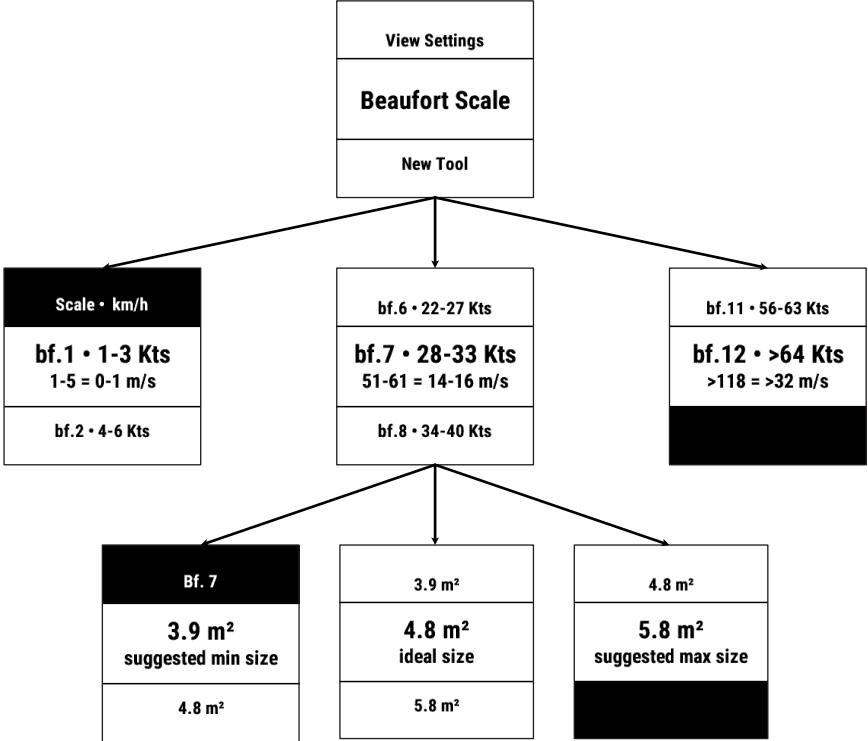 View Settings
Beaufort Scale
New Tool
Scale • km/h
bf.1 • 1-3 Kts
1-5 = 0-1 m/s
bf.2 • 4-6 Kts
bf.6 • 22-27 Kts
bf.7 • 28-33 Kts
51-61 = 14-16 m/s
bf.8 • 34-40 Kts
bf.11 • 56-63 Kts
bf.12 • >64 Kts
>118 = >32 m/s
Bf. 7
3.9 m²
suggested min size
4.8 m²
3.9 m²
4.8 m²
ideal size
5.8 m²
4.8 m²
5.8 m²
suggested max size